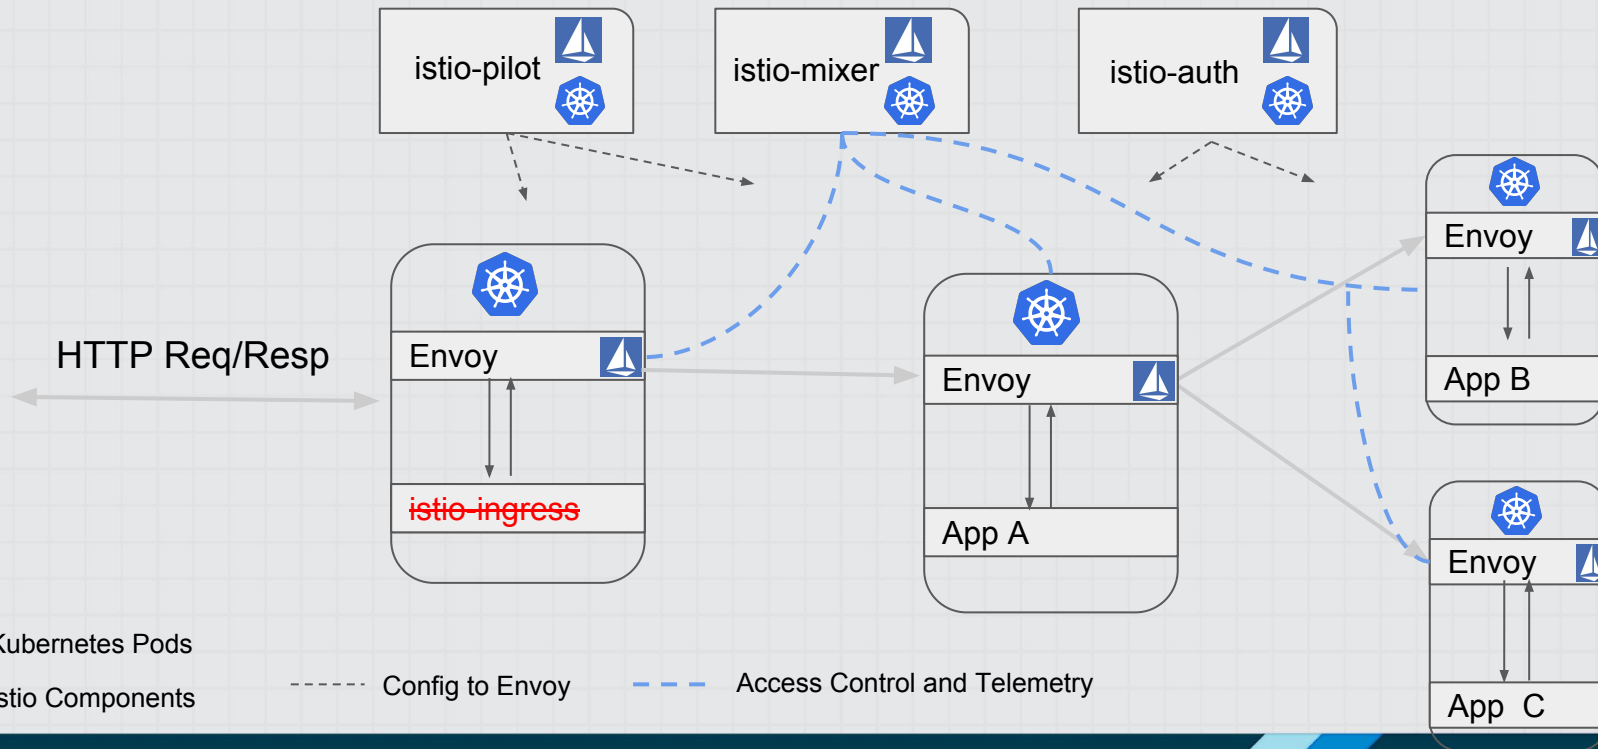 istio-pilot
istio-mixer
istio-auth
HTTP Req/Resp
Envoy
istio-ingress
Envoy
App A
Envoy
App B
Envoy
App C
Kubernetes Pods
stio Components
Config to Envoy
Access Control and Telemetry